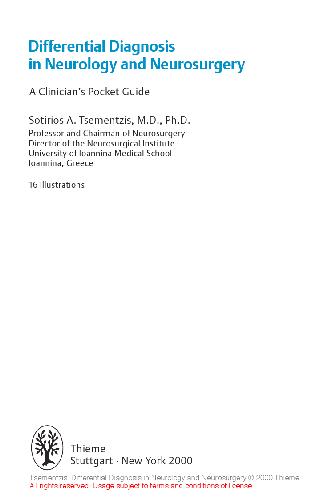 Differential Diagnosis
in Neurology and Neurosurgery
A Clinician's Pocket Guide
Sotirios A. Tsementzis, M.D., Ph.D.
Professor and Chairman of Neurosurgery
Director of the Neurosurgical Institute
University of Ioannina Medical School
Ioannina, Greece
16 Illustrations
Thieme
Stuttgart · New York 2000
Tsementzis, Differential Diagnosis in Neurology and Neurosurgery © 2000 Thieme
All rights reserved. Usage subject to terms and conditions of license.